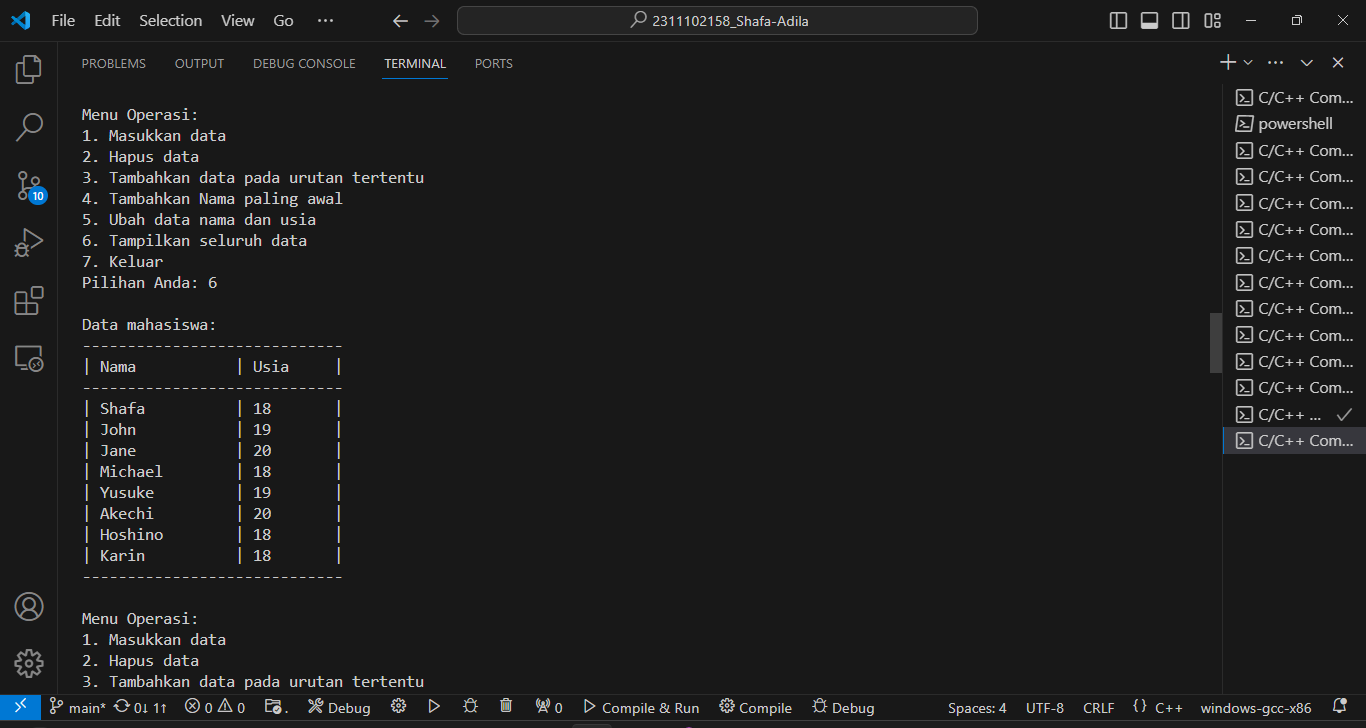 File Edit Selection View Go ··· 2311102158_Shafa-Adila
PROBLEMS OUTPUT DEBUG CONSOLE TERMINAL PORTS
Menu Operasi:
1. Masukkan data
2. Hapus data
3. Tambahkan data pada urutan tertentu
4. Tambahkan Nama paling awal
5. Ubah data nama dan usia
6. Tampilkan seluruh data
7. Keluar
Pilihan Anda: 6
Data mahasiswa:
-----------------------------
| Nama | Usia |
-----------------------------
| Shafa | 18 |
| John | 19 |
| Jane | 20 |
| Michael | 18 |
| Yusuke | 19 |
| Akechi | 20 |
| Hoshino | 18 |
| Karin | 18 |
-----------------------------
Menu Operasi:
1. Masukkan data
2. Hapus data
3. Tambahkan data pada urutan tertentu
C/C++ Com...
powershell
C/C++ Com...
C/C++ Com...
C/C++ Com...
C/C++ Com...
C/C++ Com...
C/C++ Com...
C/C++ Com...
C/C++ Com...
C/C++ Com...
C/C++ Com...
C/C++ ...
C/C++ Com...
10
main* 0↓ 1↑ 0 0 Debug 0 Compile & Run Compile Debug Spaces: 4 UTF-8 CRLF {} C++ windows-gcc-x86